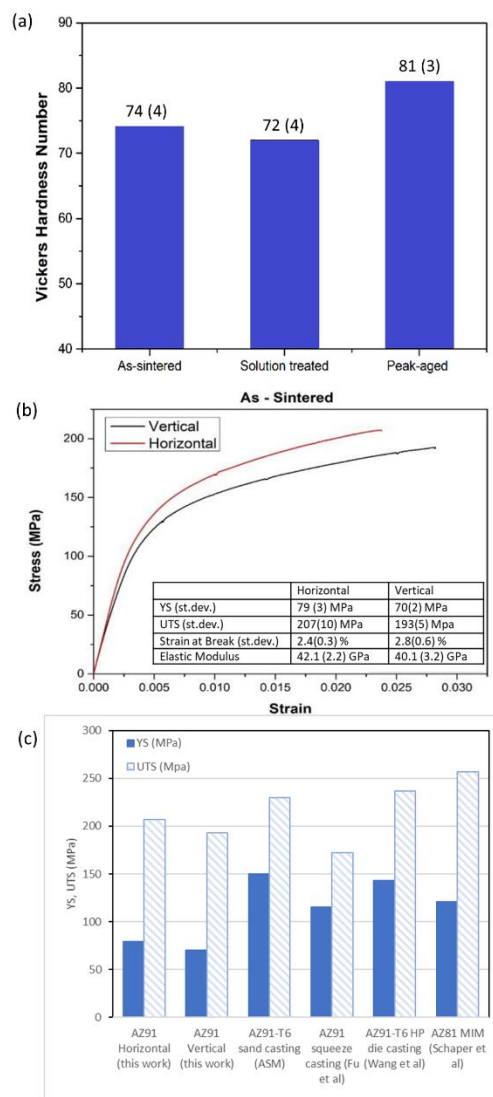 (a)
90
80
70
60
50
40
Vickers Hardness Number
74 (4)
72 (4)
81 (3)
As-sintered
Solution treated
Peak-aged
(b)
As - Sintered
Vertical
Horizontal
200
150
100
50
0
Stress (MPa)
Horizontal Vertical
YS (st.dev.) 79 (3) MPa 70(2) MPa
UTS (st.dev.) 207(10) MPa 193(5) Mpa
Strain at Break (st.dev.) 2.4(0.3) % 2.8(0.6) %
Elastic Modulus 42.1 (2.2) GPa 40.1 (3.2) GPa
0.000 0.005 0.010 0.015 0.020 0.025 0.030
Strain
(c)
300
250
200
150
100
50
0
YS, UTS (MPa)
YS (MPa)
UTS (Mpa)
AZ91
Horizontal
(this work)
AZ91
Vertical
(this work)
AZ91-T6
sand casting
(ASM)
AZ91
squeeze
casting (Fu
et al)
AZ91-T6 HP
die casting
(Wang et al)
AZ81 MIM
(Schaper et
al)